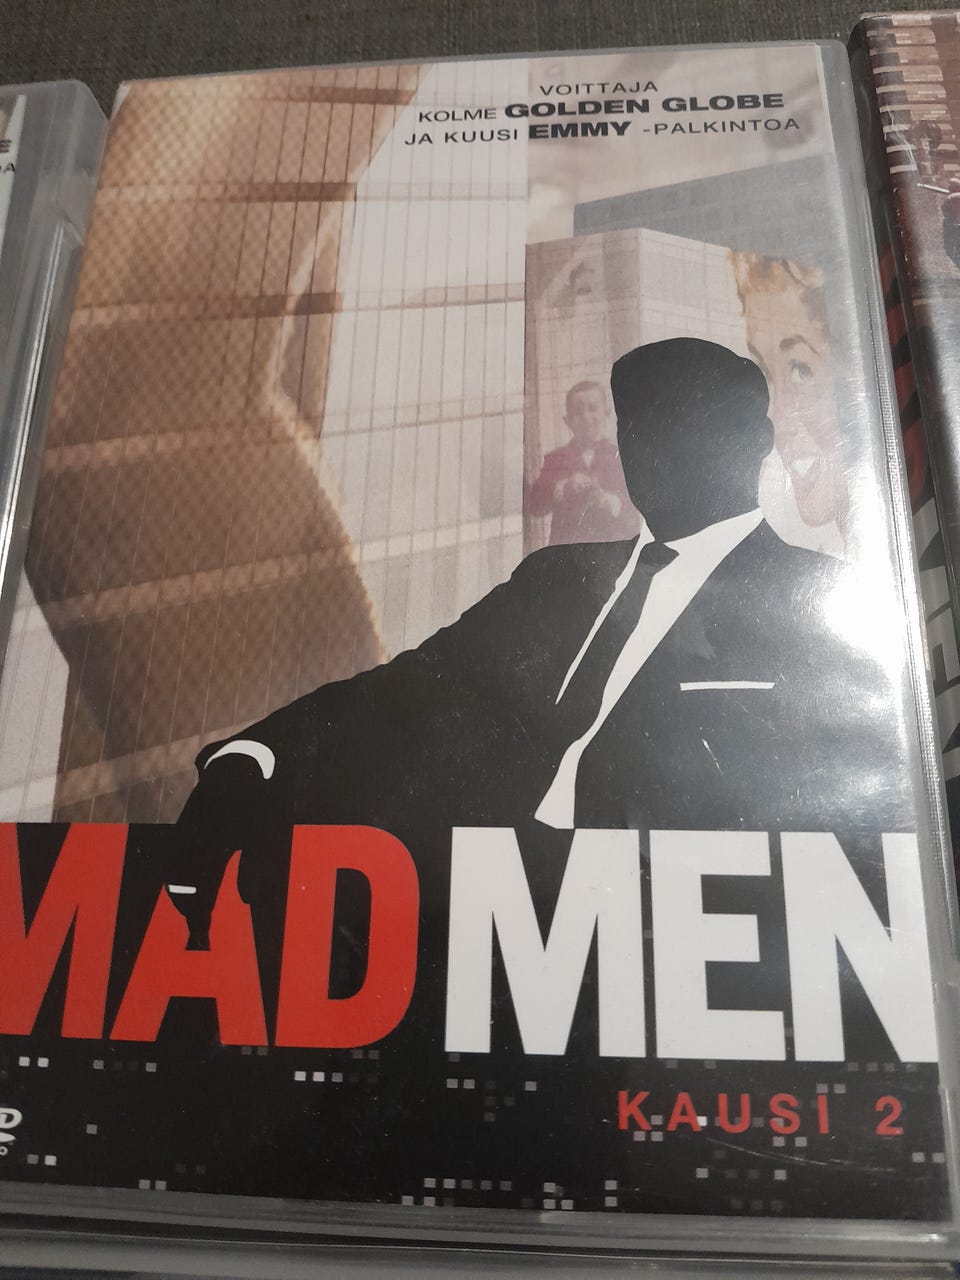 VOITTAJA
KOLME GOLDEN GLOBE
JA KUUSI EMMY -PALKINTOA
MAD MEN
KAUSI 2